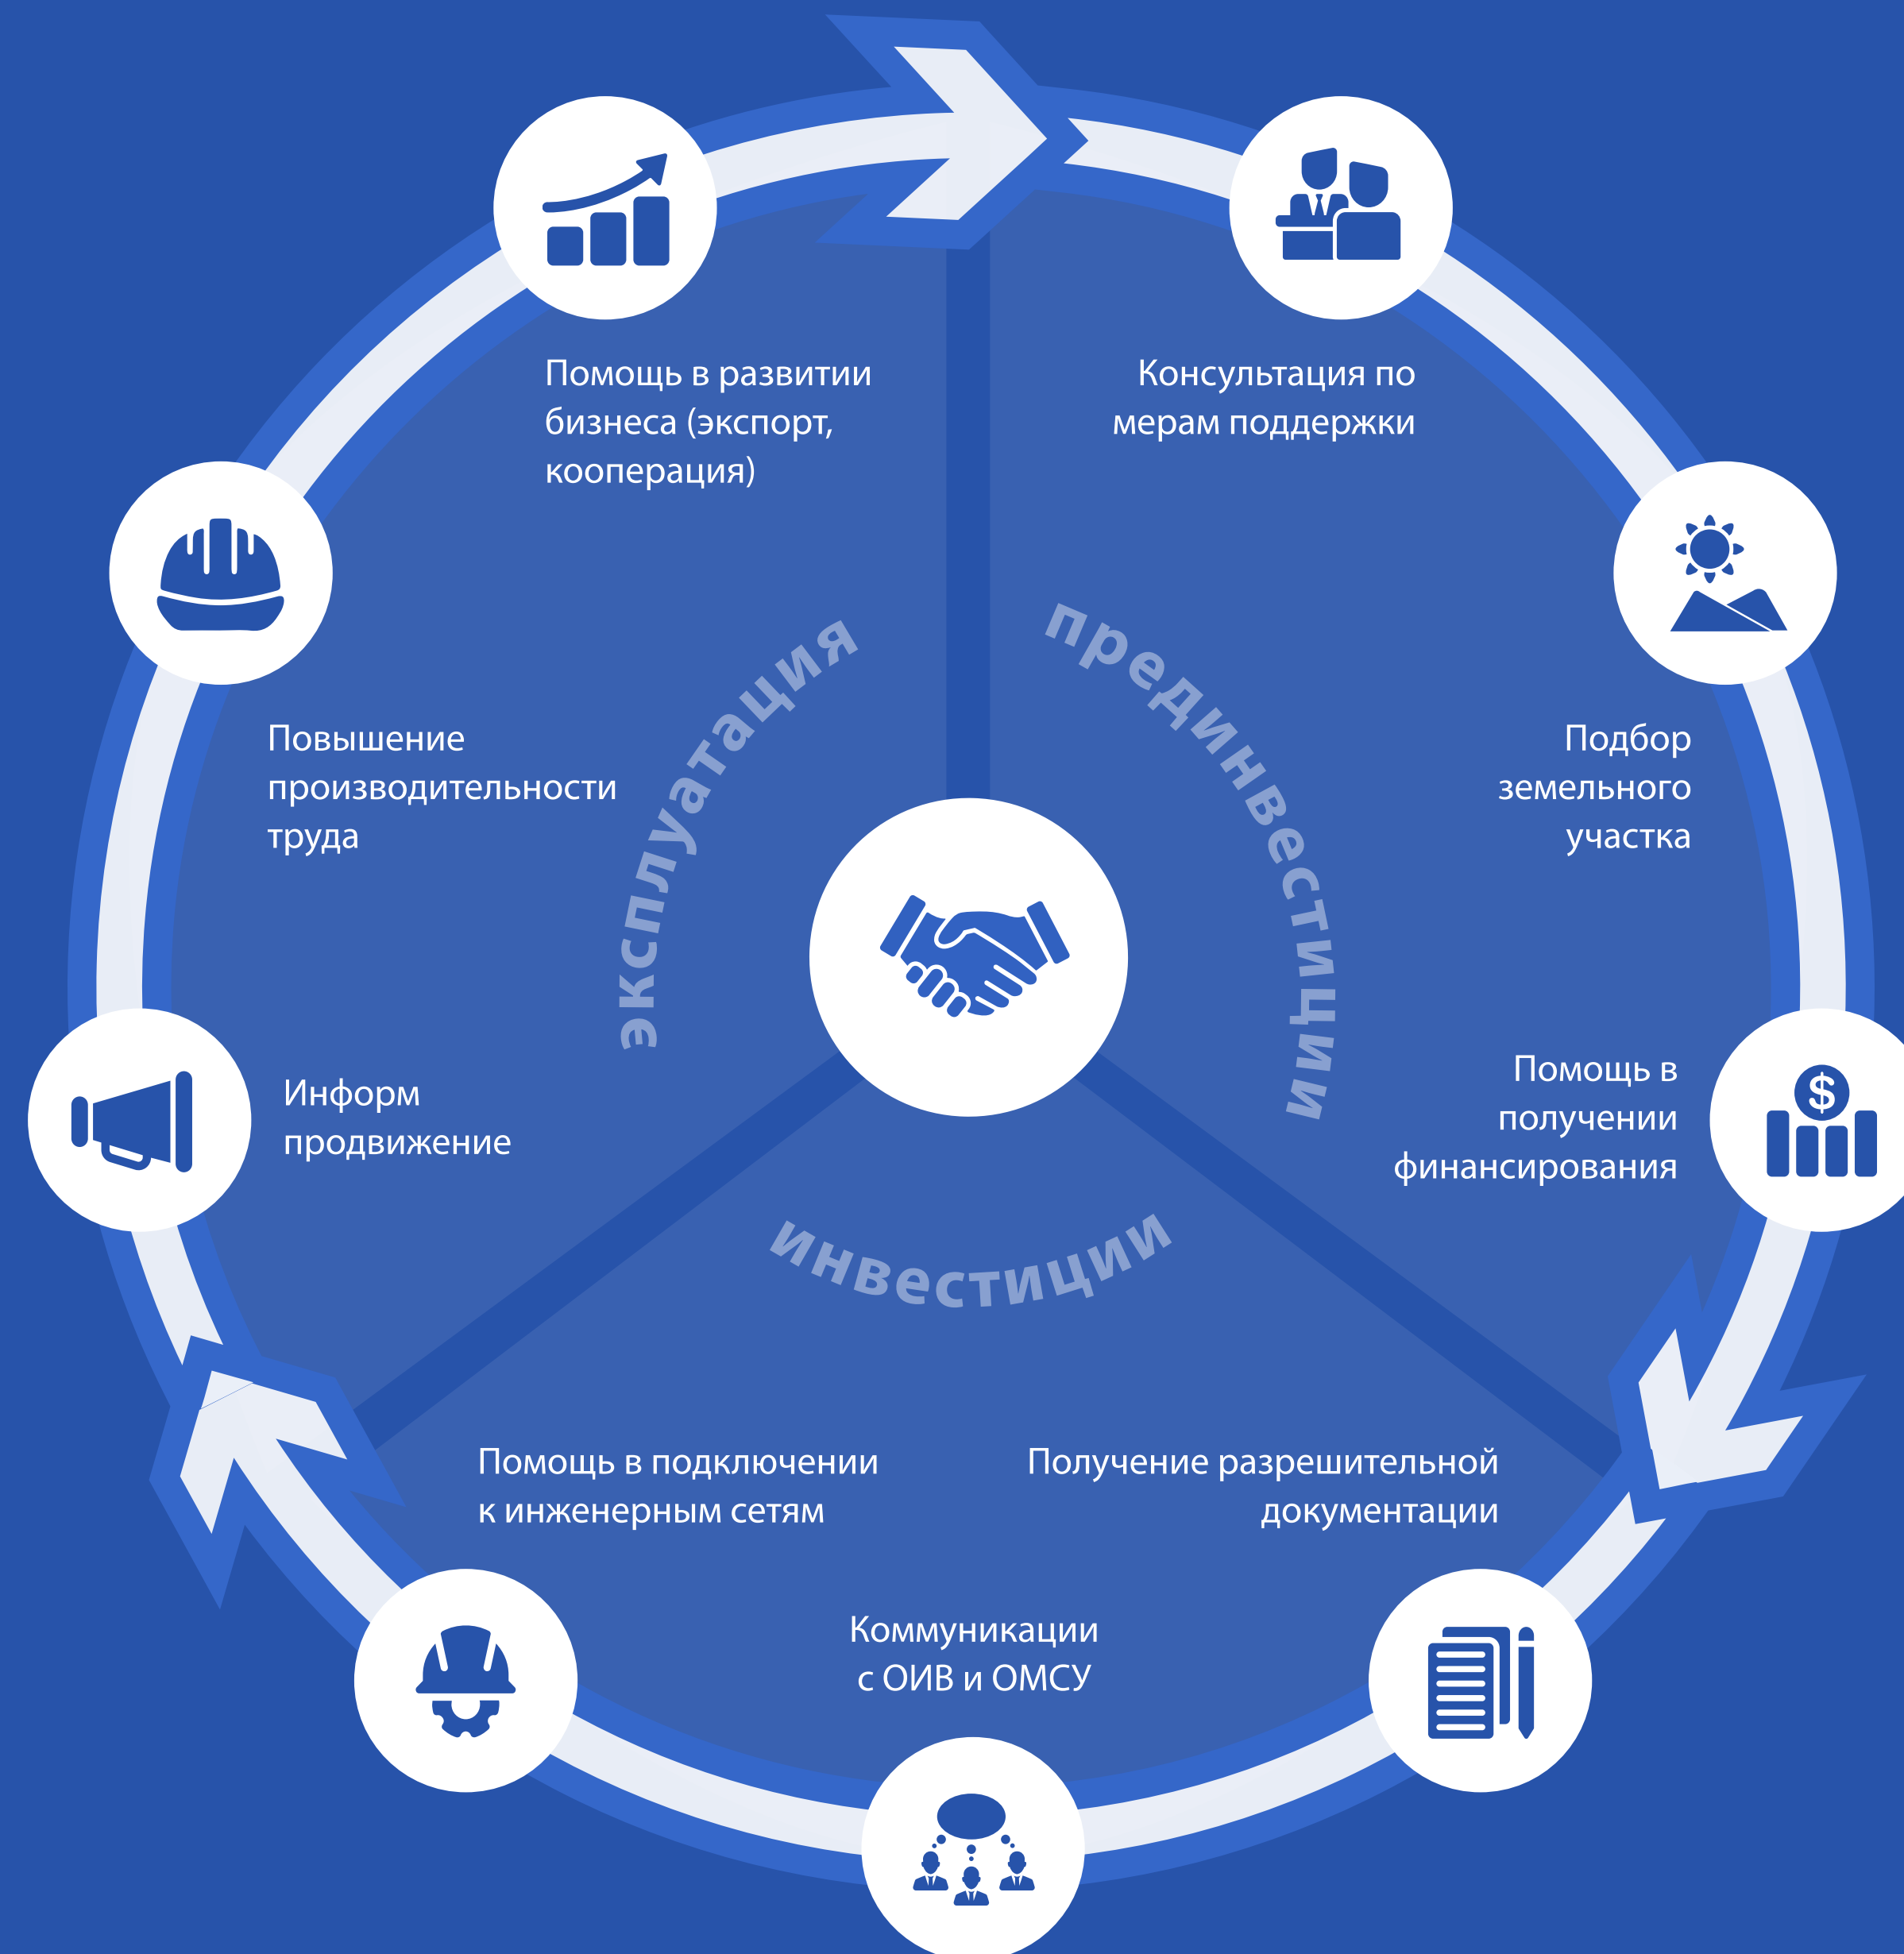 Помощь в развитии
бизнеса (экспорт,
кооперация)
Консультация по
мерам поддержки
Повышение
производительности
труда
Подбор
земельного
участка
эксплуатация
прединвестиции
инвестиции
Информ
продвижение
$
Помощь в
получении
финансирования
Помощь в подключении
к инженерным сетям
Получение разрешительной
документации
Коммуникации
с ОИВ и ОМСУ